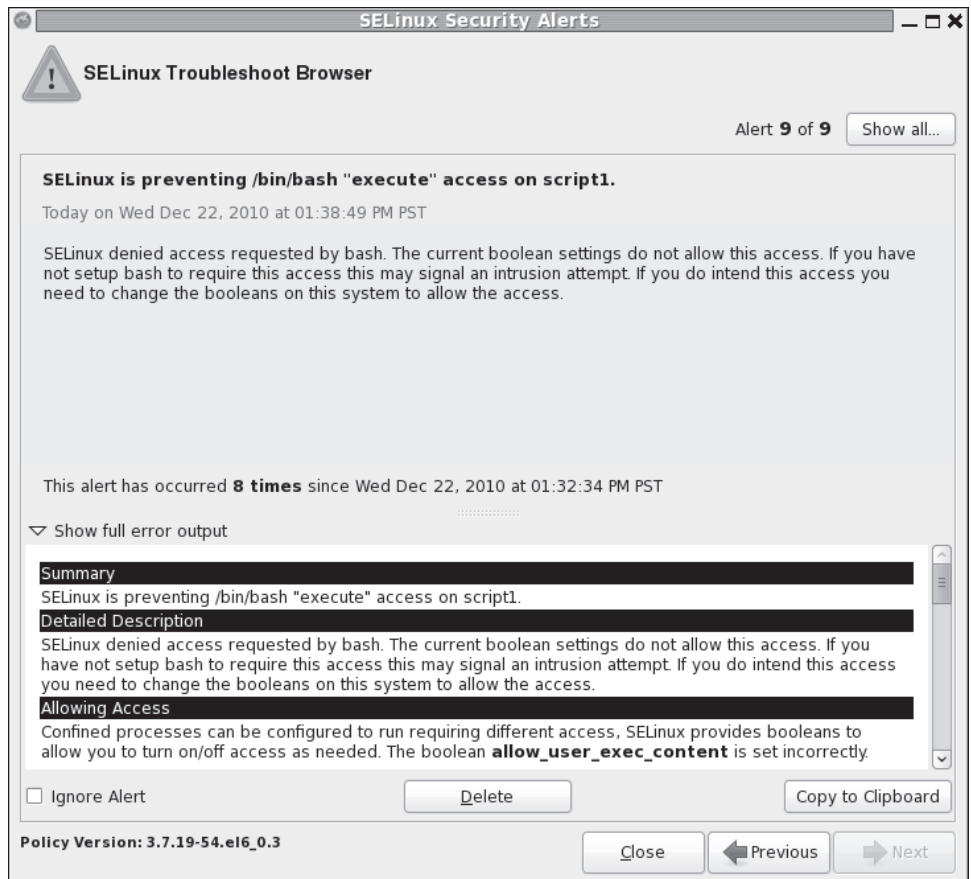 SELinux Security Alerts
SELinux Troubleshoot Browser
Alert 9 of 9
Show all...
SELinux is preventing /bin/bash "execute" access on script1.
Today on Wed Dec 22, 2010 at 01:38:49 PM PST
SELinux denied access requested by bash. The current boolean settings do not allow this access. If you have
not setup bash to require this access this may signal an intrusion attempt. If you do intend this access you
need to change the booleans on this system to allow the access.
This alert has occurred 8 times since Wed Dec 22, 2010 at 01:32:34 PM PST
Show full error output
Summary
SELinux is preventing /bin/bash "execute" access on script1.
Detailed Description
SELinux denied access requested by bash. The current boolean settings do not allow this access. If you
have not setup bash to require this access this may signal an intrusion attempt. If you do intend this access
you need to change the booleans on this system to allow the access.
Allowing Access
Confined processes can be configured to run requiring different access, SELinux provides booleans to
allow you to turn on/off access as needed. The boolean allow_user_exec_content is set incorrectly.
Ignore Alert
Delete
Copy to Clipboard
Policy Version: 3.7.19-54.el6_0.3
Close
Previous
Next